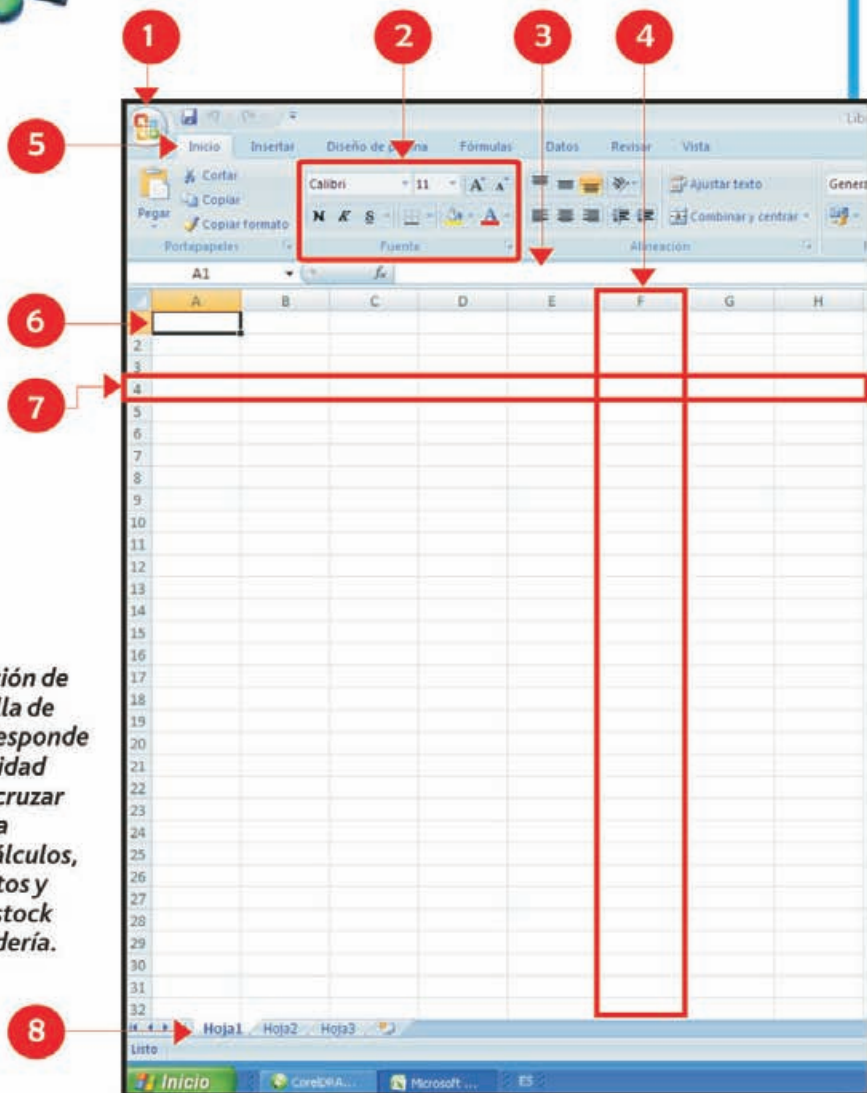 1
2
3
4
5
Inicio Insertar Diseño de página Fórmulas Datos Revisar Vista
Cortar
Copiar
Copiar formato
Pegar
Portapapeles
Calibri 11 A A
N K S A
Fuente
Ajustar texto
Combinar y centrar
Alineación
A1 fx
A B C D E F G H
6
2
3
7
4
5
6
7
8
9
10
11
12
13
14
15
16
17
18
19
20
21
22
23
24
25
26
27
28
29
30
31
32
ión de
lla de
esponde
idad
cruzar
a
álculos,
tos y
stock
dería.
8
Hoja1 Hoja2 Hoja3
Listo
Inicio CorelDRA... Microsoft ... ES